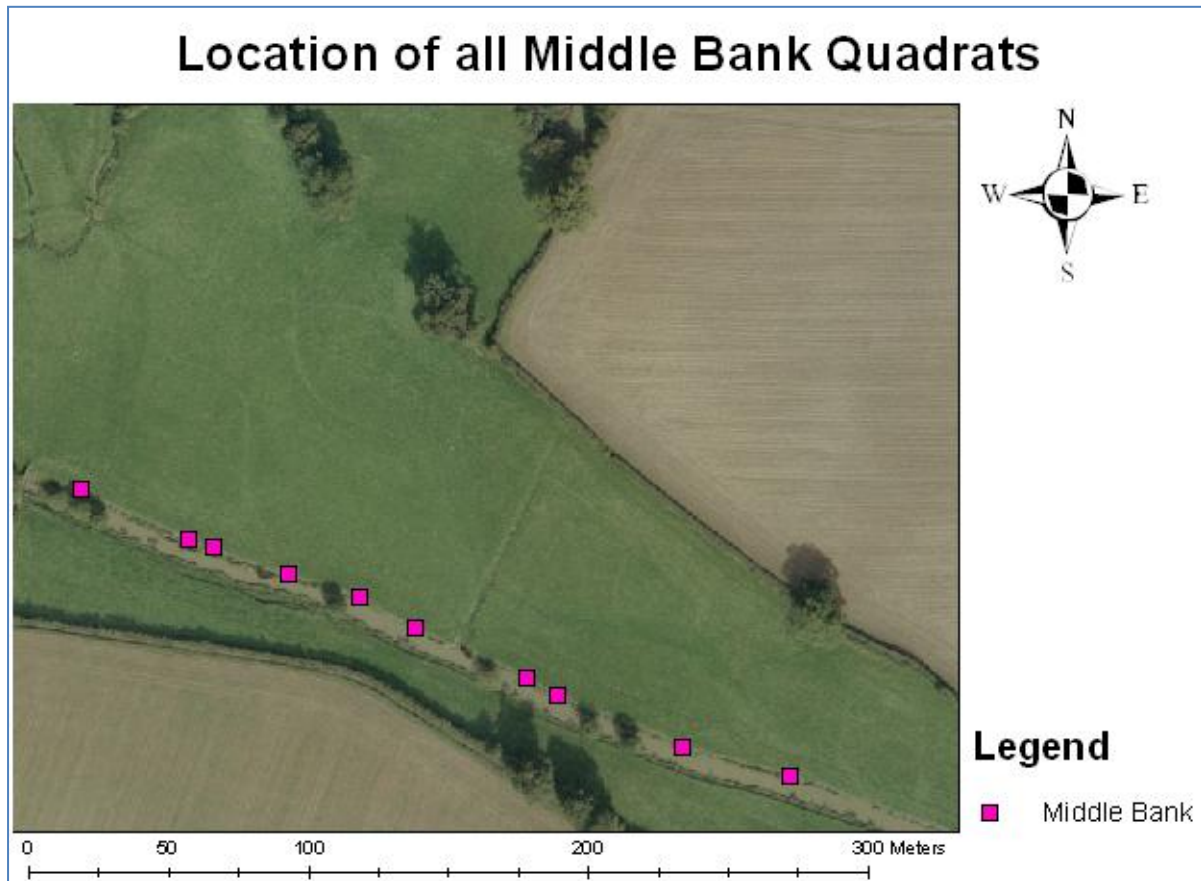 Location of all Middle Bank Quadrats
N
W E
S
Legend
Middle Bank
0 50 100 200 300 Meters